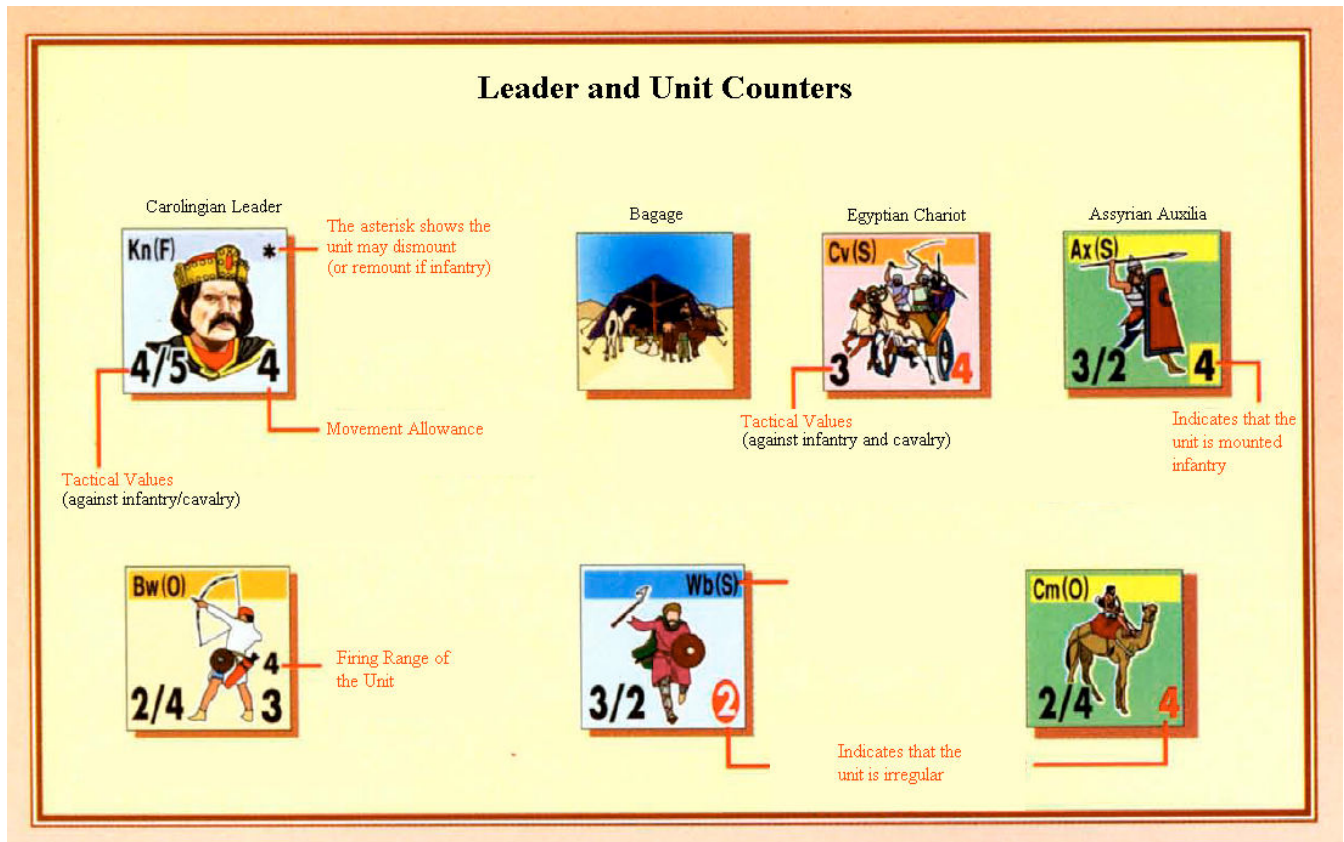 Leader and Unit Counters
Carolingian Leader
Kn(F)
*
4/5 4
The asterisk shows the
unit may dismount
(or remount if infantry)
Movement Allowance
Tactical Values
(against infantry/cavalry)
Bagage
Egyptian Chariot
Cv(S)
3 4
Tactical Values
(against infantry and cavalry)
Assyrian Auxilia
Ax(S)
3/2 4
Indicates that the
unit is mounted
infantry
Bw(O)
4
2/4 3
Firing Range of
the Unit
Wb(S)
3/2 2
Indicates that the
unit is irregular
Cm(O)
2/4 4